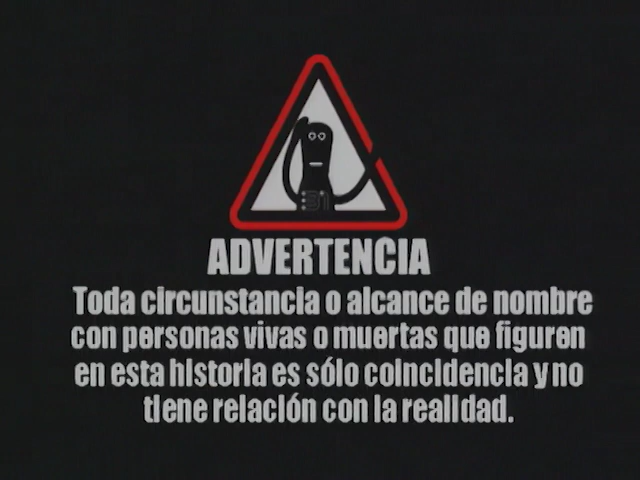 31
ADVERTENCIA
Toda circunstancia o alcance de nombre
con personas vivas o muertas que figuren
en esta historia es sólo coincidencia y no
tiene relación con la realidad.